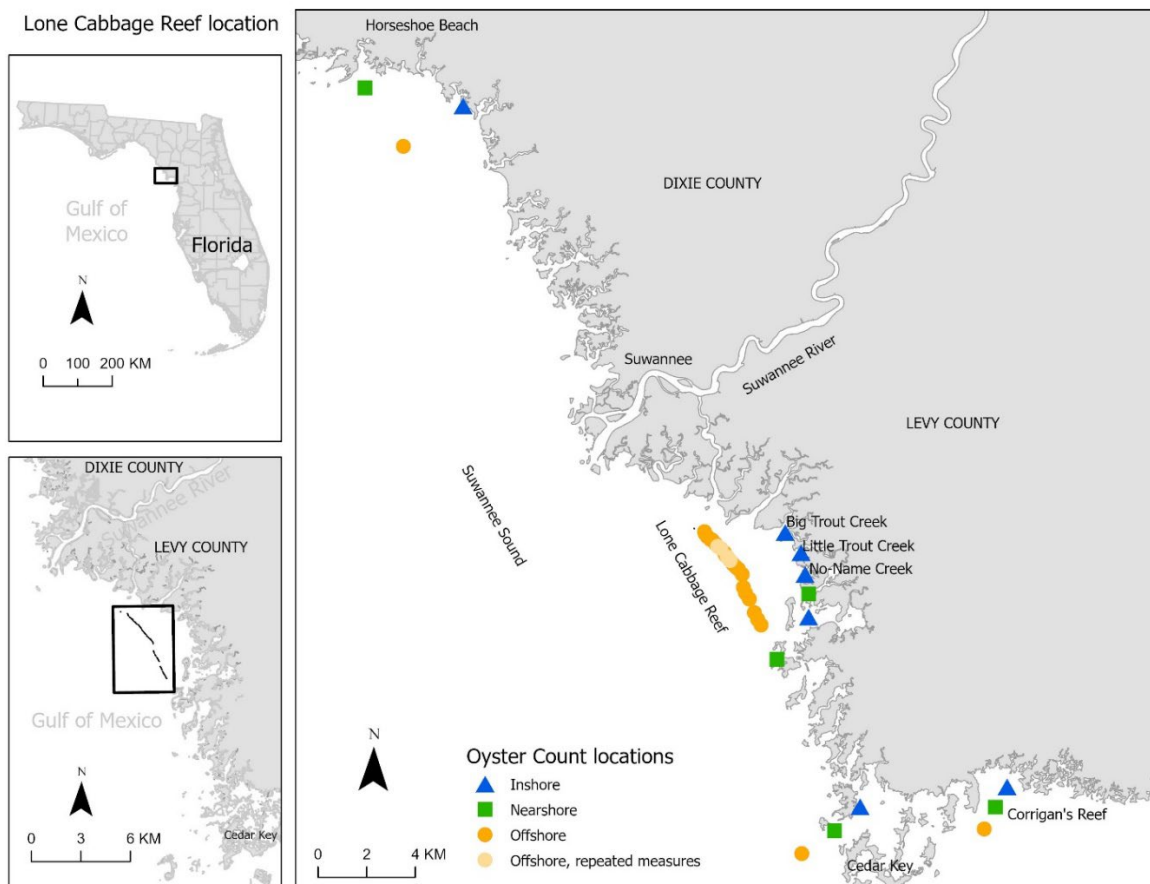 Lone Cabbage Reef location
Gulf of
Mexico
Florida
N
0 100 200 KM
DIXIE COUNTY
Suwannee River
LEVY COUNTY
Gulf of Mexico
N
Cedar Key
0 3 6 KM
Horseshoe Beach
DIXIE COUNTY
Suwannee
Suwannee River
LEVY COUNTY
Suwannee Sound
Lone Cabbage Reef
Big Trout Creek
Little Trout Creek
No-Name Creek
N
Oyster Count locations
Inshore
Nearshore
Offshore
Offshore, repeated measures
0 2 4 KM
Corrigan's Reef
Cedar Key